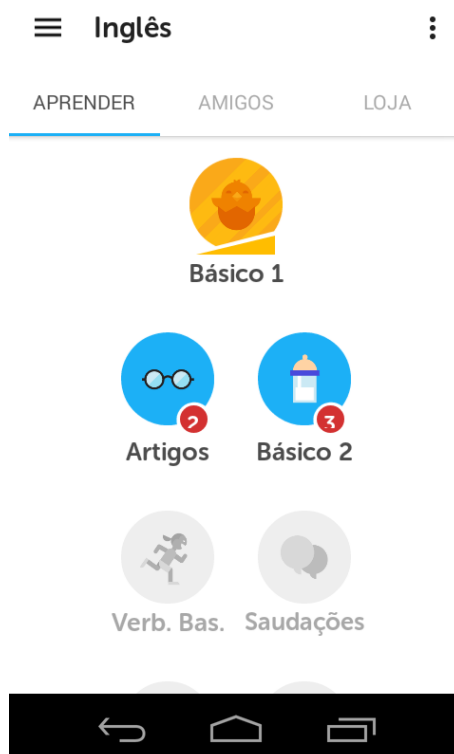 Inglês
APRENDER AMIGOS LOJA
Básico 1
2 3
Artigos Básico 2
Verb. Bas. Saudações